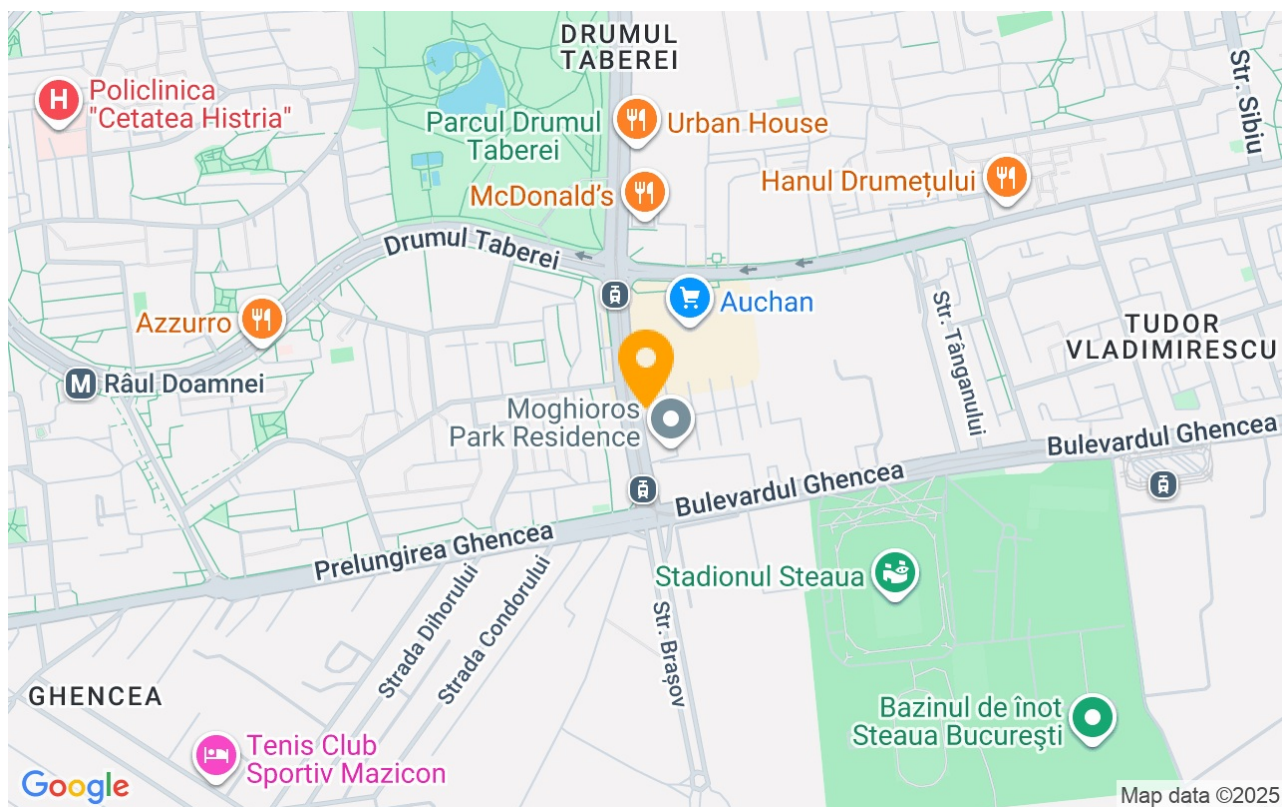 DRUMUL
TABEREI
Str. Sibiu
H
Policlinica
"Cetatea Histria"
Parcul Drumul
Taberei
Urban House
McDonald's
Hanul Drumețului
Drumul Taberei
Auchan
Azzurro
Str. Tânganului
TUDOR
VLADIMIRESCU
M
Râul Doamnei
Moghioros
Park Residence
Bulevardul Ghencea
Bulevardul Ghencea
Prelungirea Ghencea
Stadionul Steaua
Strada Dihorului
Strada Condorului
Str. Brașov
GHENCEA
Bazinul de înot
Steaua Bucureşti
Tenis Club
Sportiv Mazicon
Google
Map data ©2025